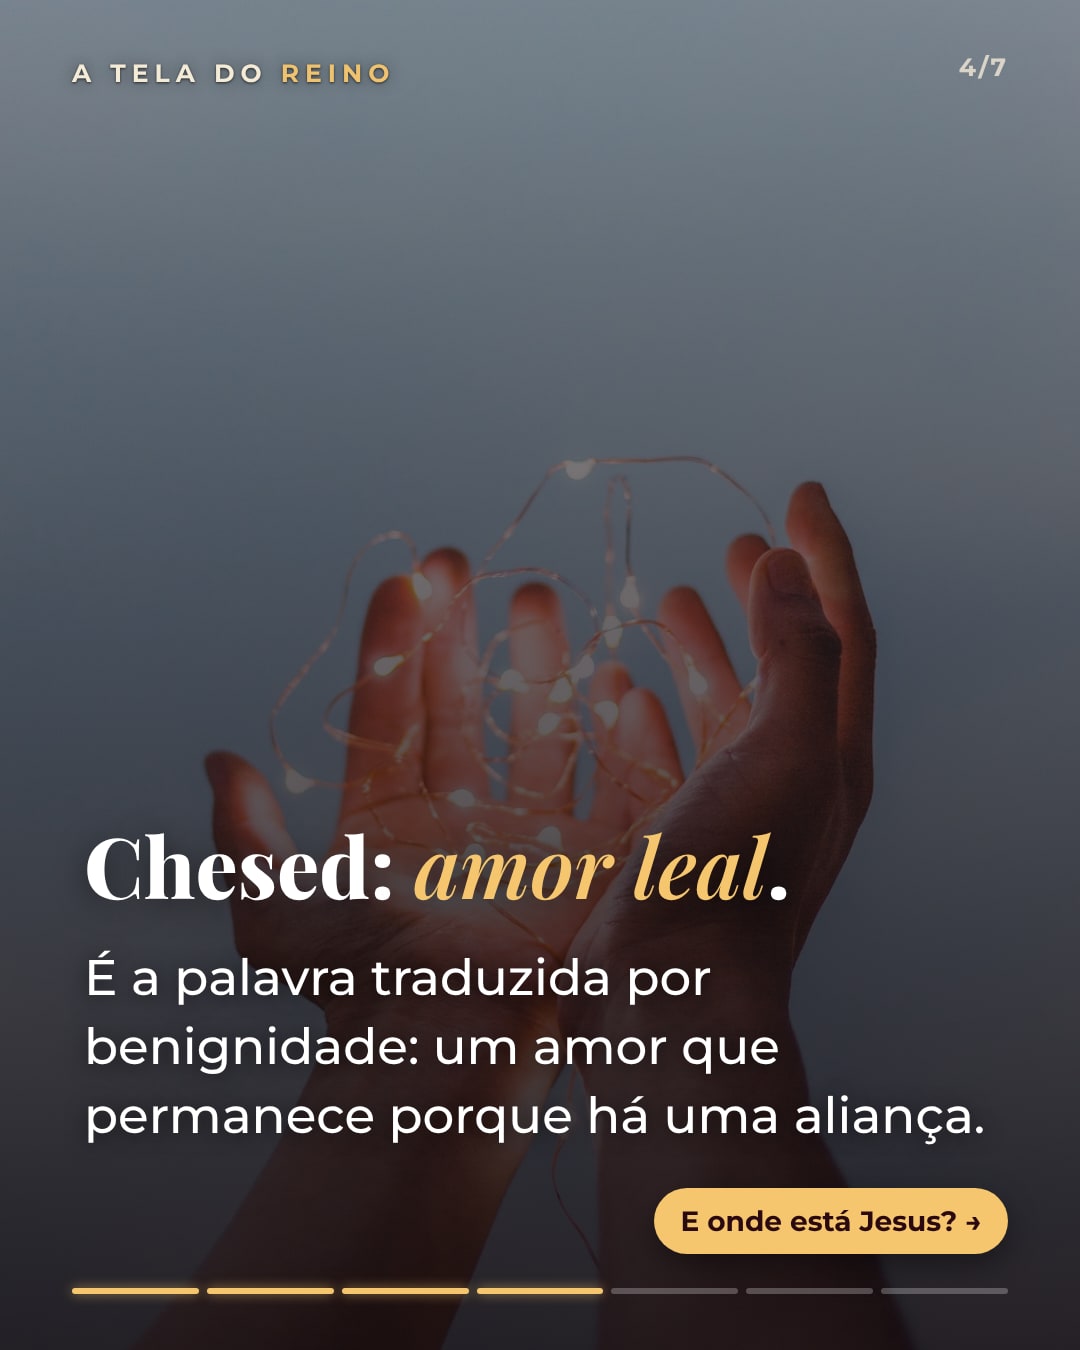 A TELA DO REINO
4/7
Chesed: amor leal.
É a palavra traduzida por
benignidade: um amor que
permanece porque há uma aliança.
E onde está Jesus? →